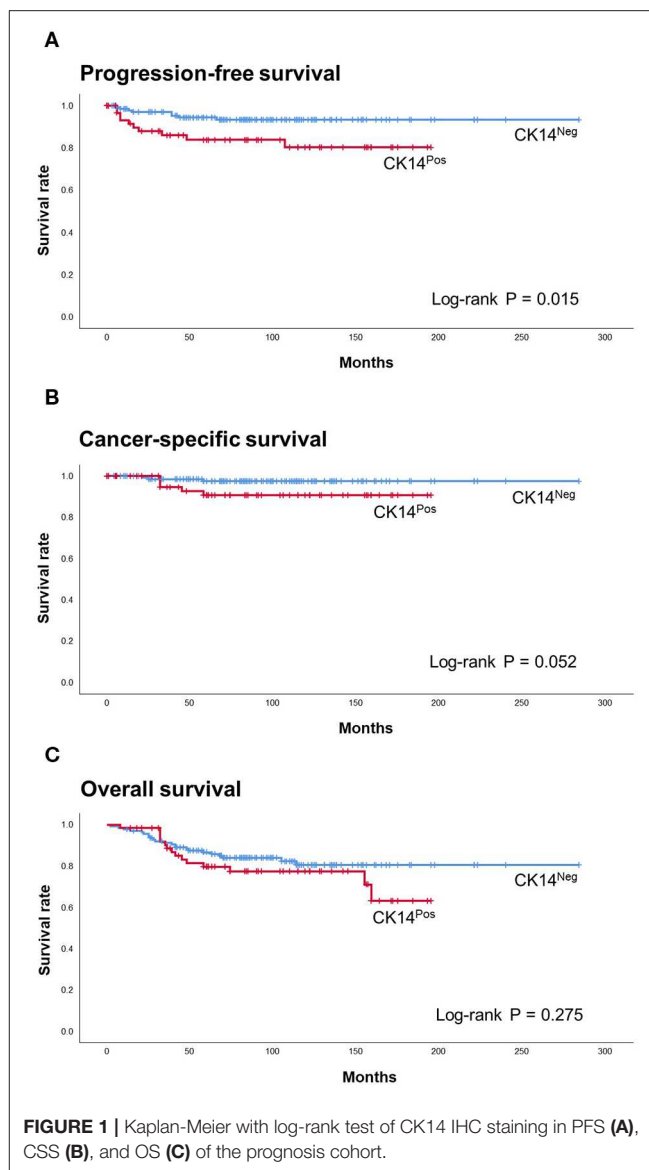 A
Progression-free survival
1.0
0.8
0.6
0.4
0.2
0.0
Survival rate
CK14Neg
CK14Pos
Log-rank P = 0.015
0 50 100 150 200 250 300
Months
B
Cancer-specific survival
1.0
0.8
0.6
0.4
0.2
0.0
Survival rate
CK14Neg
CK14Pos
Log-rank P = 0.052
0 50 100 150 200 250 300
Months
C
Overall survival
1.0
0.8
0.6
0.4
0.2
0.0
Survival rate
CK14Neg
CK14Pos
Log-rank P = 0.275
0 50 100 150 200 250 300
Months
FIGURE 1 | Kaplan-Meier with log-rank test of CK14 IHC staining in PFS (A),
CSS (B), and OS (C) of the prognosis cohort.